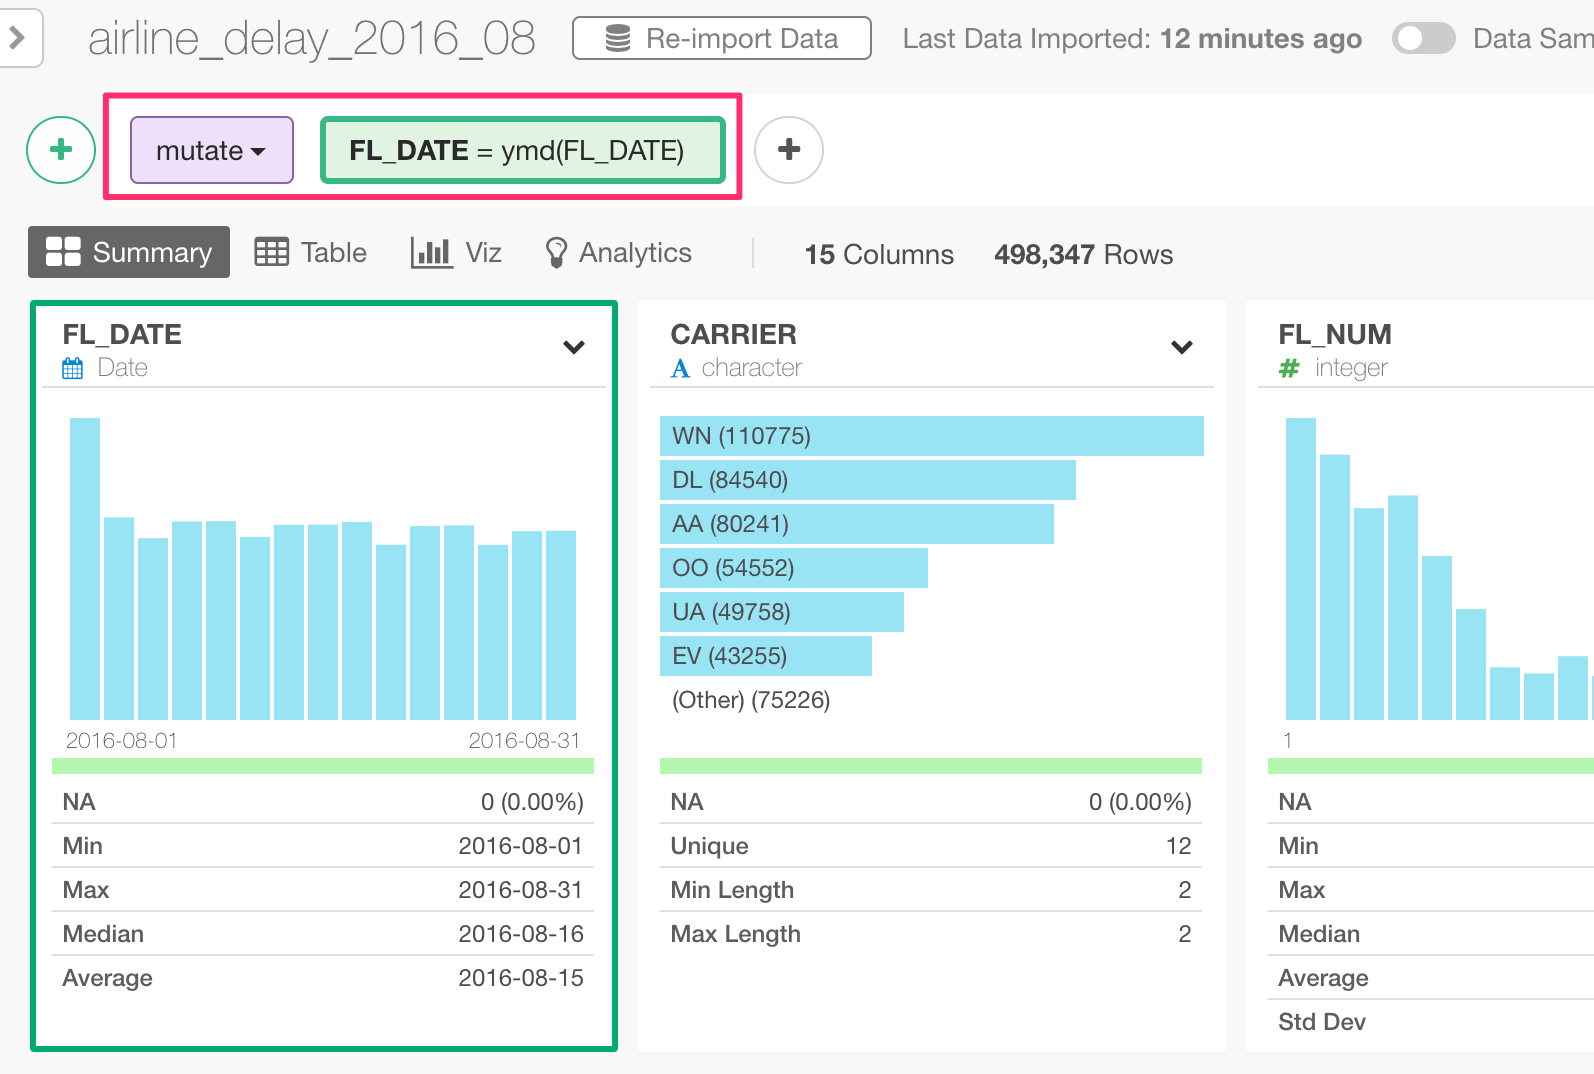 airline_delay_2016_08 Re-import Data Last Data Imported: 12 minutes ago Data Sam
mutate FL_DATE = ymd(FL_DATE)
Summary Table Viz Analytics 15 Columns 498,347 Rows
FL_DATE
Date
2016-08-01 2016-08-31
NA 0 (0.00%)
Min 2016-08-01
Max 2016-08-31
Median 2016-08-16
Average 2016-08-15
CARRIER
character
WN (110775)
DL (84540)
AA (80241)
OO (54552)
UA (49758)
EV (43255)
(Other) (75226)
NA 0 (0.00%)
Unique 12
Min Length 2
Max Length 2
FL_NUM
integer
1
NA
Min
Max
Median
Average
Std Dev